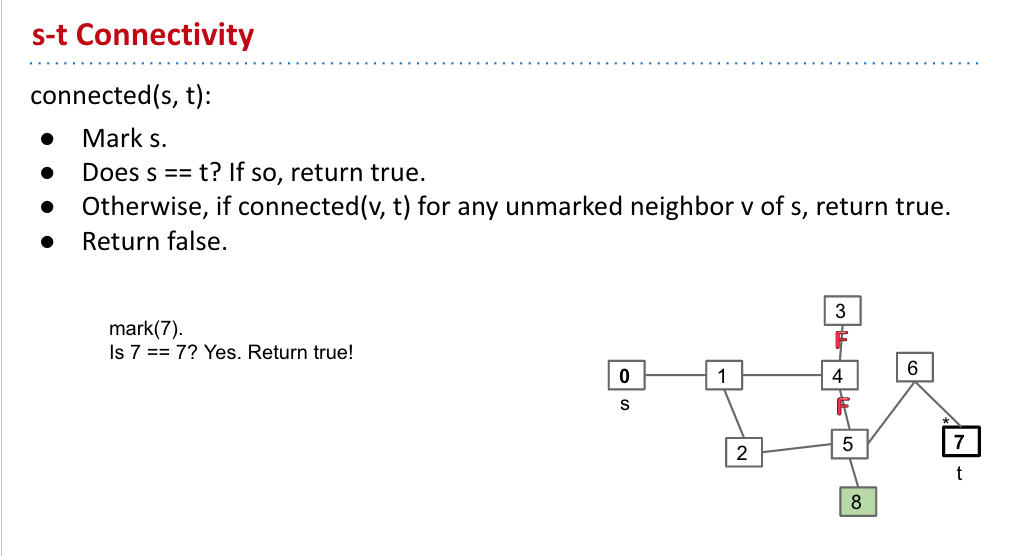 s-t Connectivity
connected(s, t):
● Mark s.
● Does s == t? If so, return true.
● Otherwise, if connected(v, t) for any unmarked neighbor v of s, return true.
● Return false.
mark(7).
Is 7 == 7? Yes. Return true!
3
F
0
1
4
6
s
F
*
2
5
7
t
8